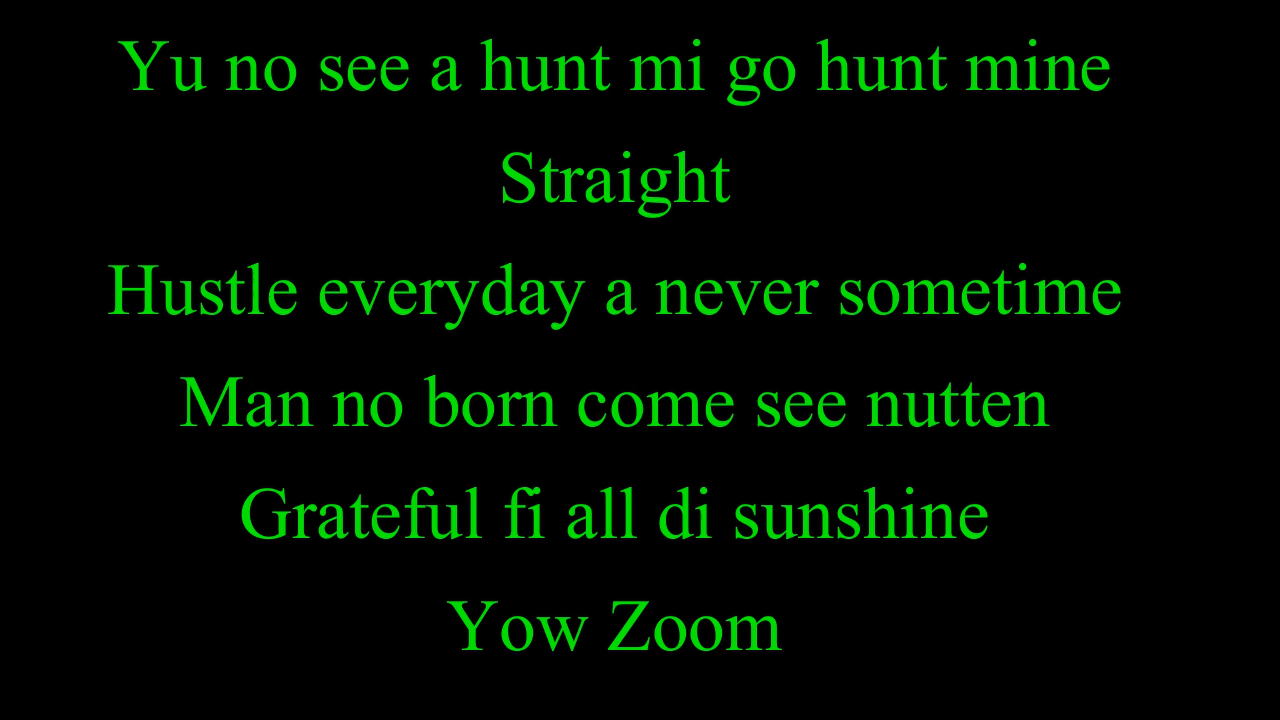 Yu no see a hunt mi go hunt mine
Straight
Hustle everyday a never sometime
Man no born come see nutten
Grateful fi all di sunshine
Yow Zoom